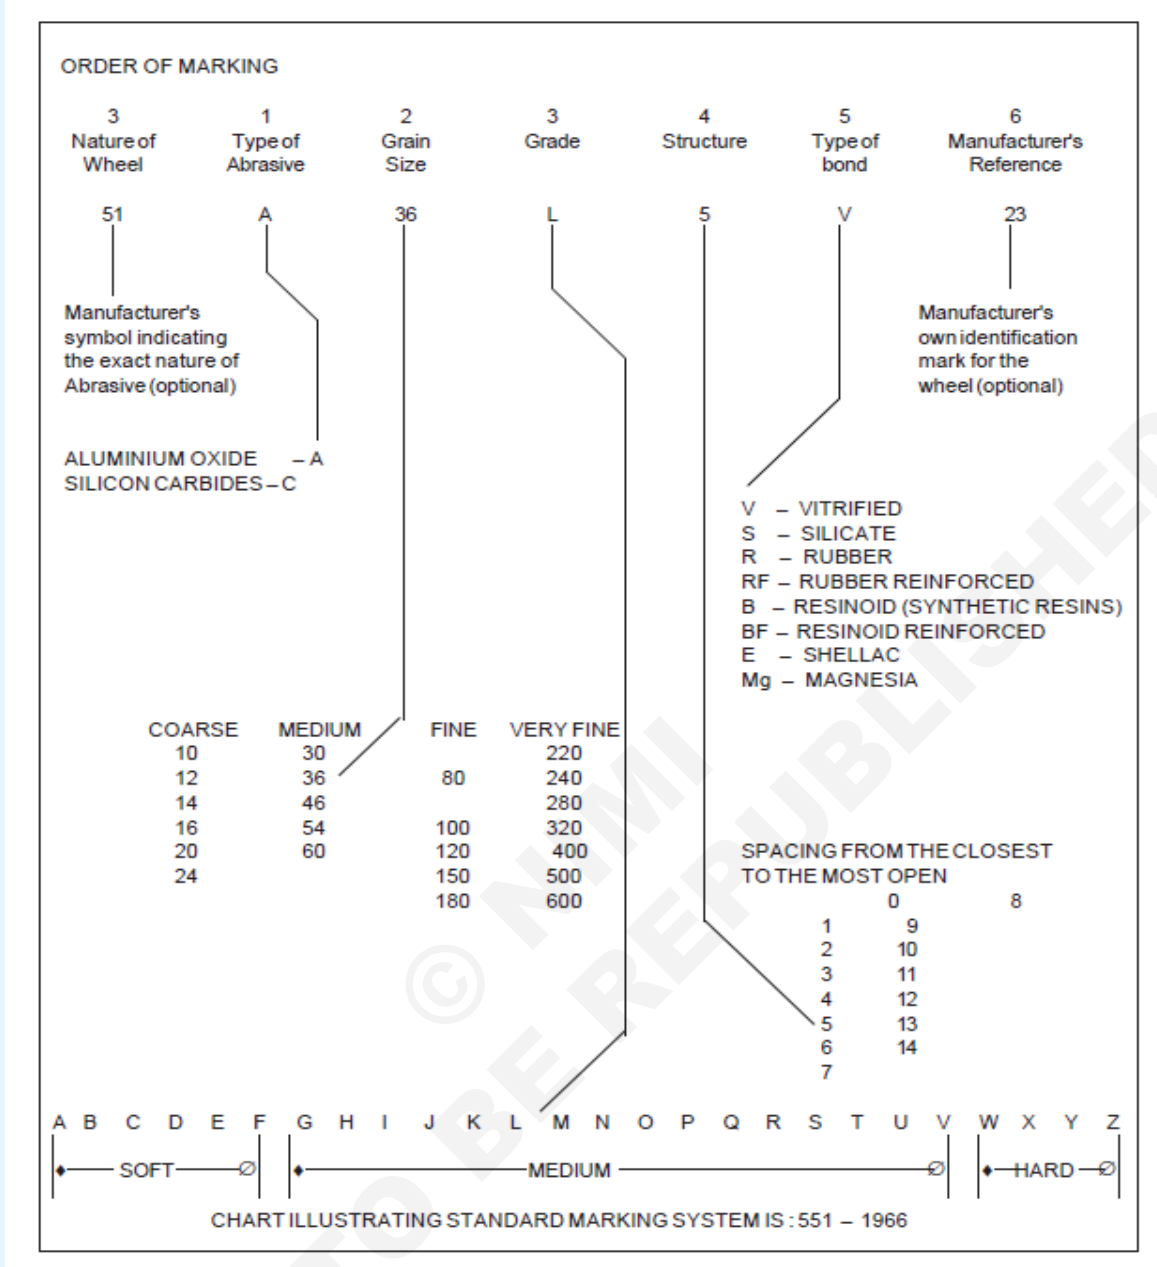 ORDER OF MARKING
3 1 2 3 4 5 6
Nature of Type of Grain Grade Structure Type of Manufacturer's
Wheel Abrasive Size bond Reference
51 A 36 L 5 V 23
Manufacturer's
symbol indicating
the exact nature of
Abrasive (optional)
Manufacturer's
own identification
mark for the
wheel (optional)
ALUMINIUM OXIDE – A
SILICON CARBIDES – C
V – VITRIFIED
S – SILICATE
R – RUBBER
RF – RUBBER REINFORCED
B – RESINOID (SYNTHETIC RESINS)
BF – RESINOID REINFORCED
E – SHELLAC
Mg – MAGNESIA
COARSE MEDIUM FINE VERY FINE
10 30 220
12 36 80 240
14 46 280
16 54 100 320
20 60 120 400
24 150 500
180 600
SPACING FROM THE CLOSEST
TO THE MOST OPEN
0 8
1 9
2 10
3 11
4 12
5 13
6 14
7
A B C D E F G H I J K L M N O P Q R S T U V W X Y Z
SOFT MEDIUM HARD
CHART ILLUSTRATING STANDARD MARKING SYSTEM IS : 551 – 1966
© NIMI
TO BE REPUBLISHED